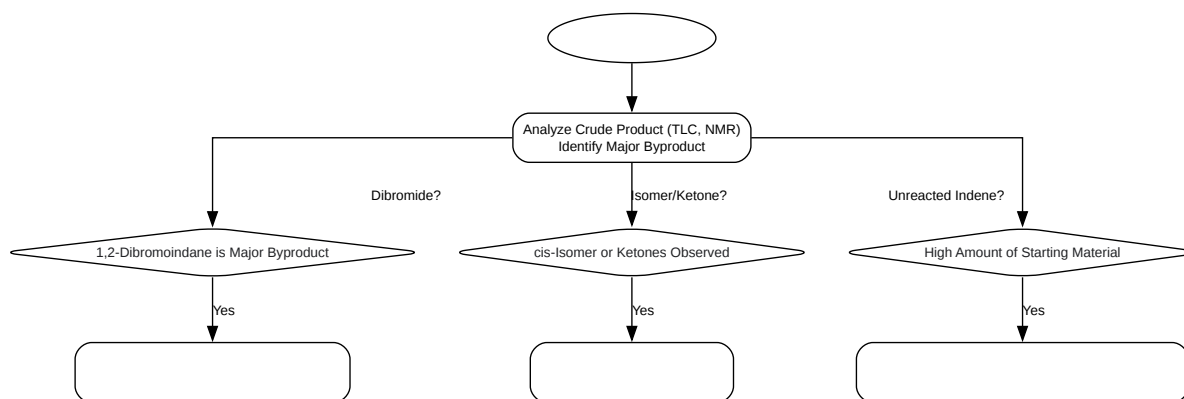 Analyze Crude Product (TLC, NMR)
Identify Major Byproduct
Dibromide?
Isomer/Ketone?
Unreacted Indene?
1,2-Dibromoindane is Major Byproduct
cis-Isomer or Ketones Observed
High Amount of Starting Material
Yes
Yes
Yes